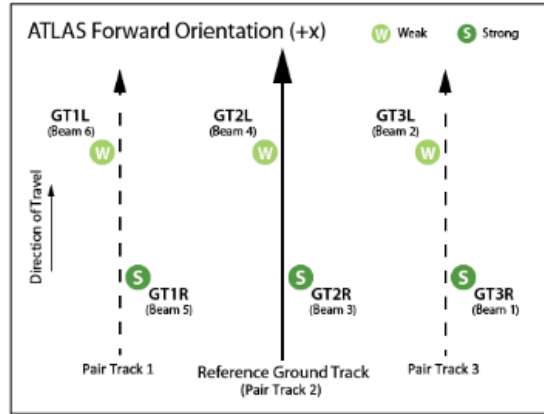 ATLAS Forward Orientation (+x)
W Weak
S Strong
GT1L
(Beam 6)
W
GT2L
(Beam 4)
W
GT3L
(Beam 2)
W
Direction of Travel
S
GT1R
(Beam 5)
S
GT2R
(Beam 3)
S
GT3R
(Beam 1)
Pair Track 1
Reference Ground Track
(Pair Track 2)
Pair Track 3